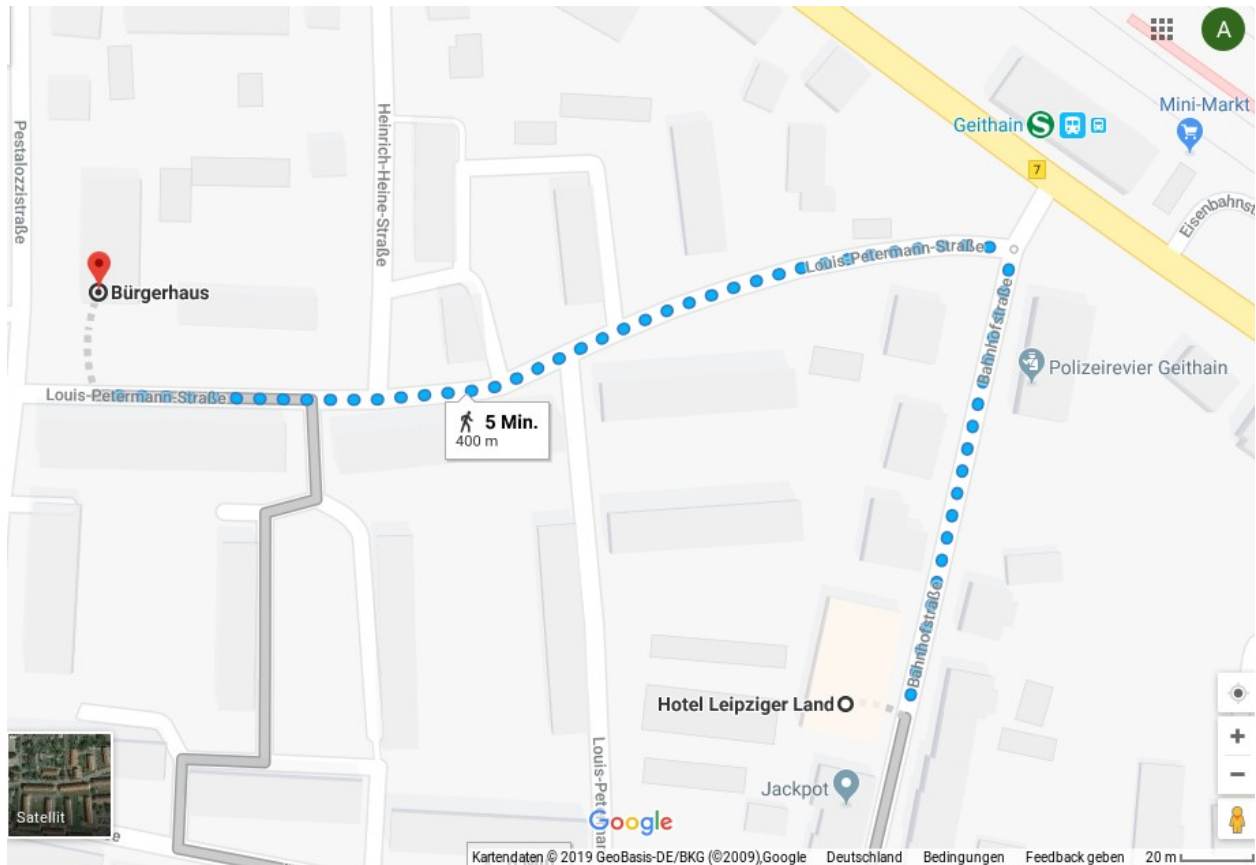 A
Mini-Markt
Geithain S
7
Pestalozzistraße
Heinrich-Heine-Straße
Eisenbahnst
Louis-Petermann-Straße
Bürgerhaus
Bahnhofstraße
Polizeirevier Geithain
Louis-Petermann-Straße
5 Min.
400 m
Bahnhofstraße
Hotel Leipziger Land
Jackpot
Satellit
Google
Kartendaten © 2019 GeoBasis-DE/BKG (©2009),Google Deutschland Bedingungen Feedback geben 20 m